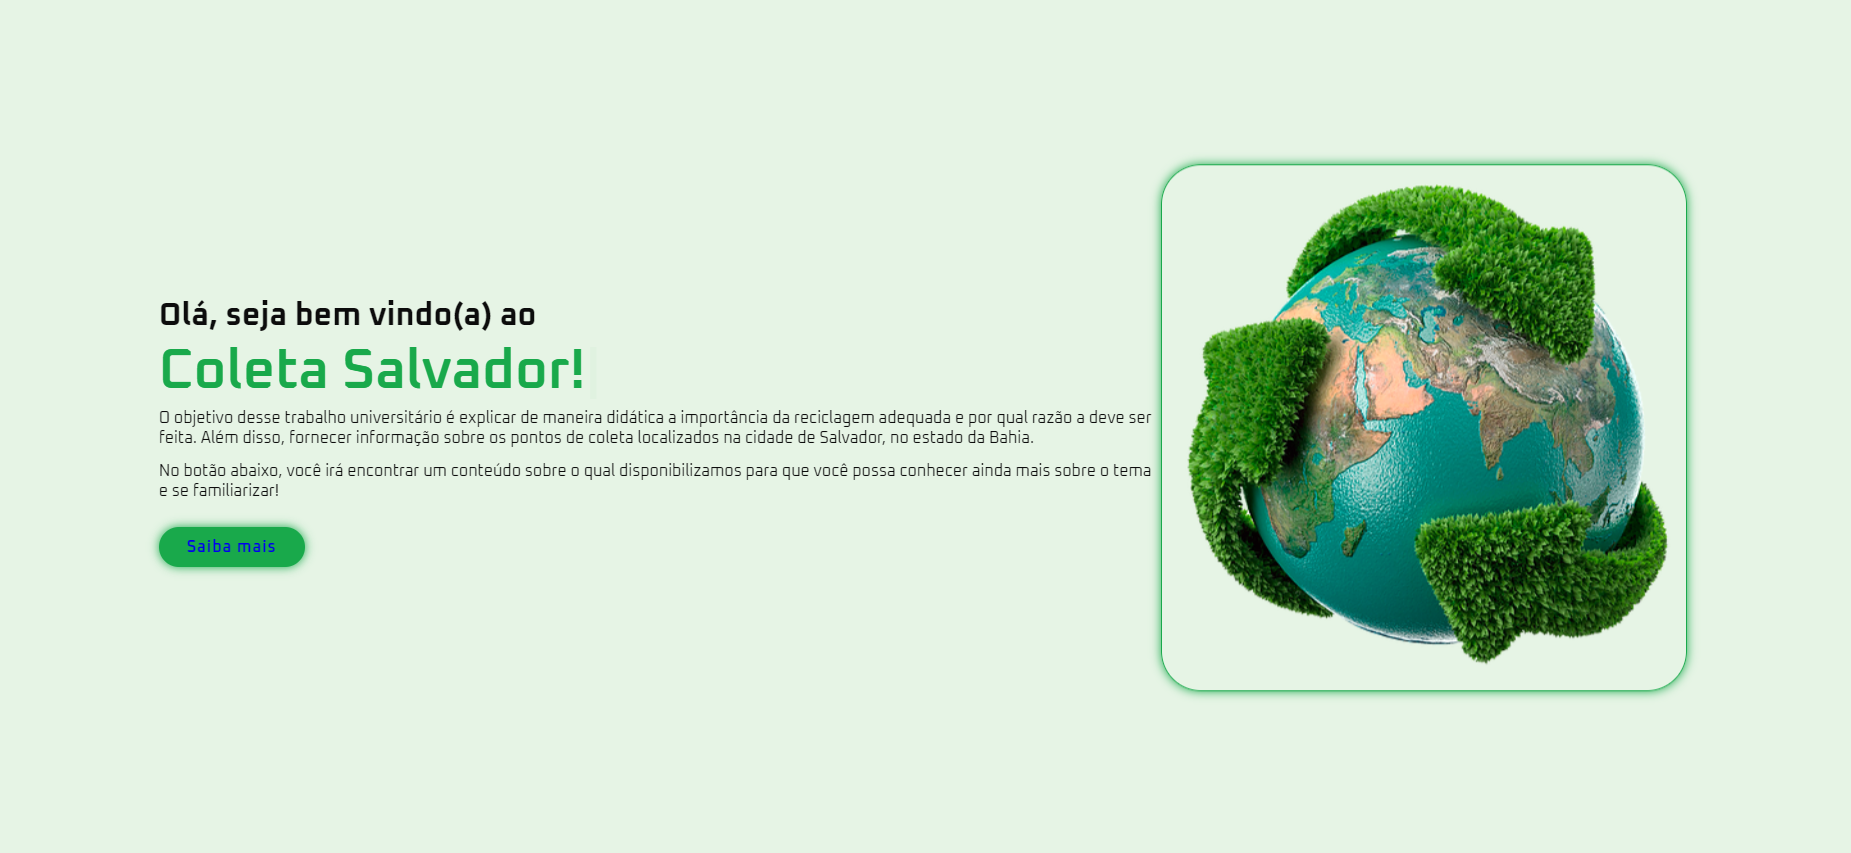 Olá, seja bem vindo(a) ao
Coleta Salvador!
O objetivo desse trabalho universitário é explicar de maneira didática a importância da reciclagem adequada e por qual razão a deve ser
feita. Além disso, fornecer informação sobre os pontos de coleta localizados na cidade de Salvador, no estado da Bahia.
No botão abaixo, você irá encontrar um conteúdo sobre o qual disponibilizamos para que você possa conhecer ainda mais sobre o tema
e se familiarizar!
Saiba mais